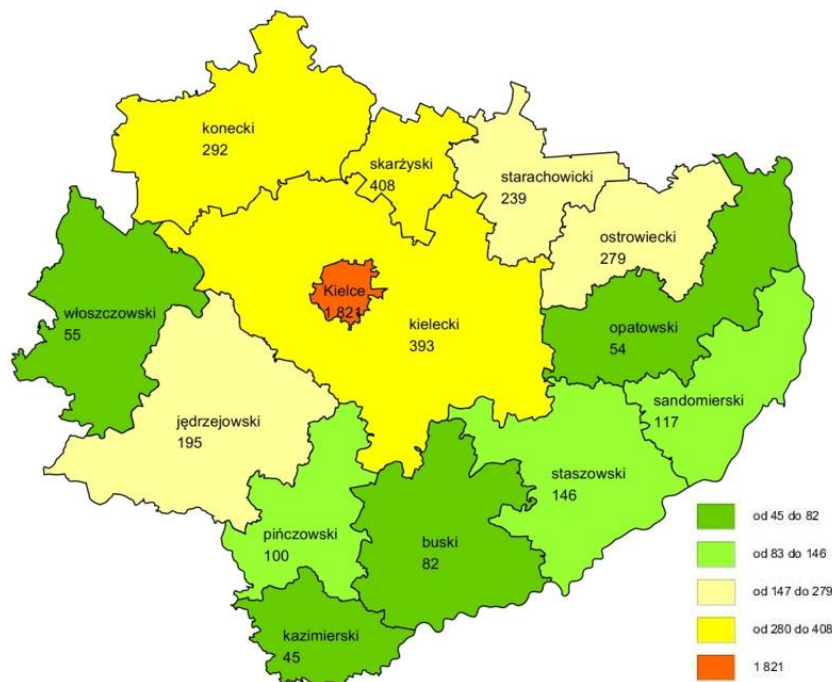 konecki
292
skarżyski
408
starachowicki
239
ostrowiecki
279
włoszczowski
55
Kielce
1 821
kielecki
393
opatowski
54
sandomierski
117
jędrzejowski
195
staszowski
146
pińczowski
100
buski
82
kazimierski
45
od 45 do 82
od 83 do 146
od 147 do 279
od 280 do 408
1 821